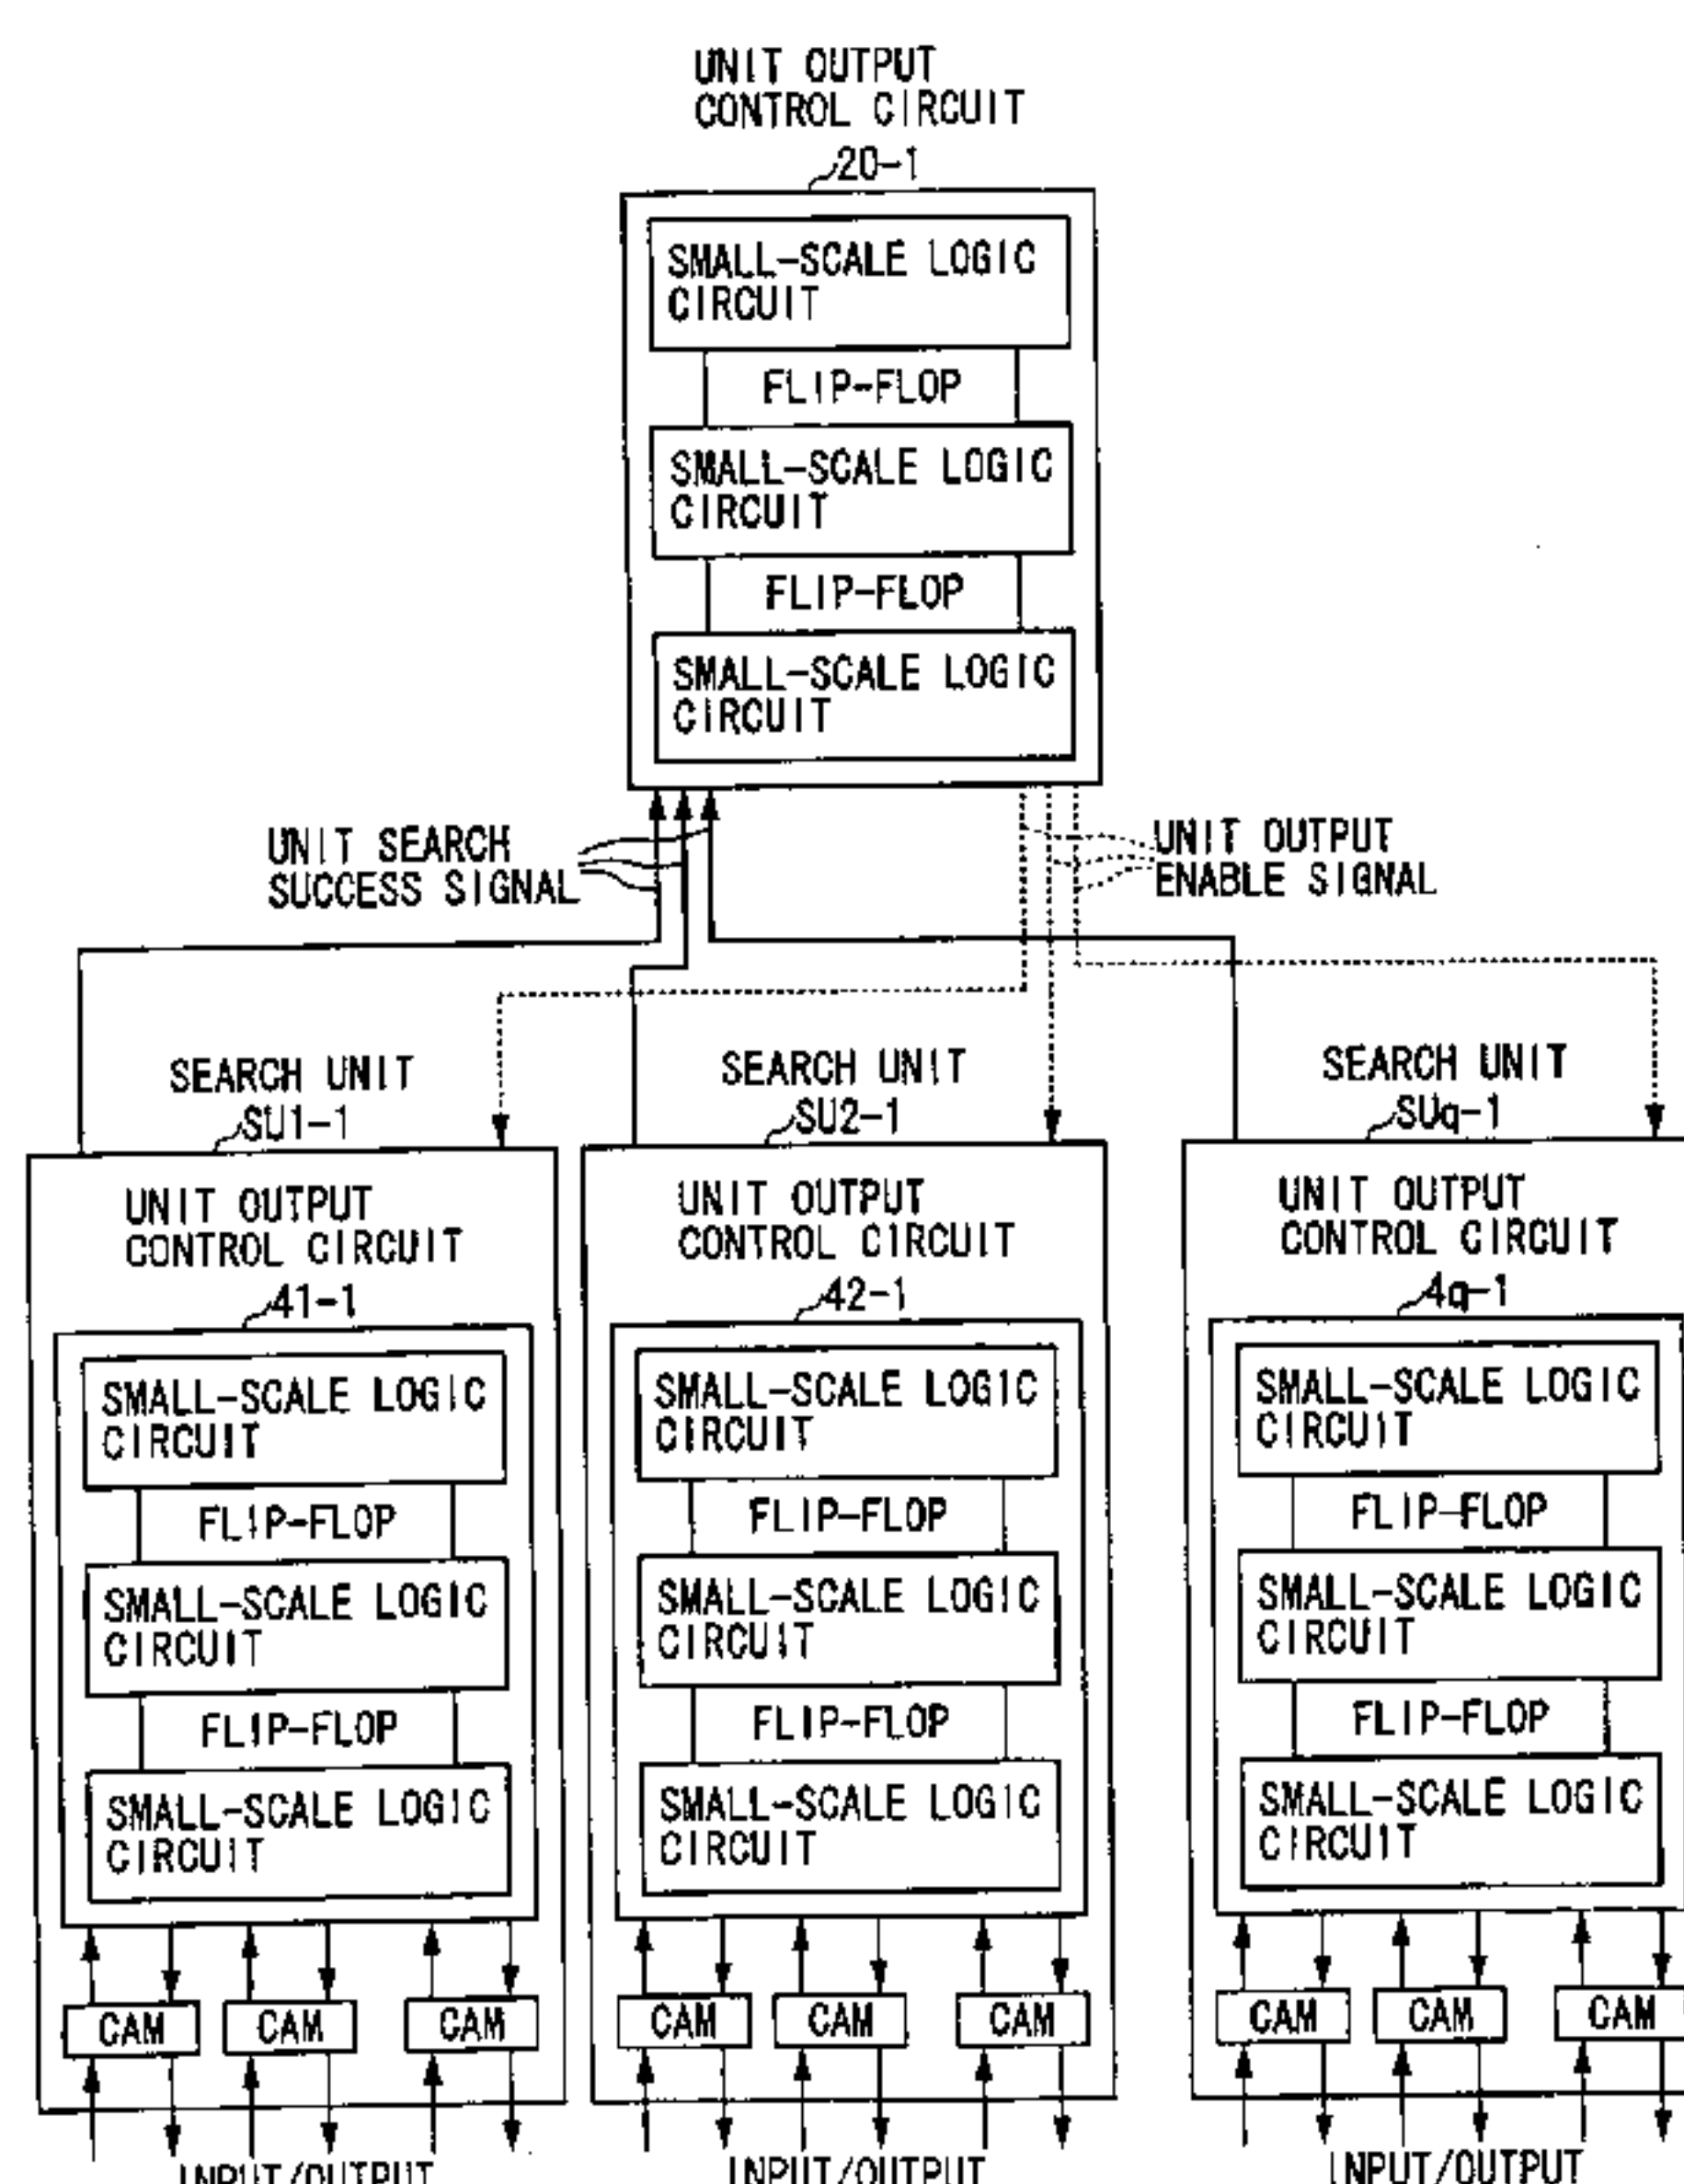 UNIT OUTPUT
CONTROL CIRCUIT
20-1
SMALL-SCALE LOGIC
CIRCUIT
FLIP-FLOP
SMALL-SCALE LOGIC
CIRCUIT
FLIP-FLOP
SMALL-SCALE LOGIC
CIRCUIT
UNIT SEARCH
SUCCESS SIGNAL
UNIT OUTPUT
ENABLE SIGNAL
SEARCH UNIT
SU1-1
UNIT OUTPUT
CONTROL CIRCUIT
41-1
SMALL-SCALE LOGIC
CIRCUIT
FLIP-FLOP
SMALL-SCALE LOGIC
CIRCUIT
FLIP-FLOP
SMALL-SCALE LOGIC
CIRCUIT
CAM CAM CAM
INPUT/OUTPUT
SEARCH UNIT
SU2-1
UNIT OUTPUT
CONTROL CIRCUIT
42-1
SMALL-SCALE LOGIC
CIRCUIT
FLIP-FLOP
SMALL-SCALE LOGIC
CIRCUIT
FLIP-FLOP
SMALL-SCALE LOGIC
CIRCUIT
CAM CAM CAM
INPUT/OUTPUT
SEARCH UNIT
SUq-1
UNIT OUTPUT
CONTROL CIRCUIT
4q-1
SMALL-SCALE LOGIC
CIRCUIT
FLIP-FLOP
SMALL-SCALE LOGIC
CIRCUIT
FLIP-FLOP
SMALL-SCALE LOGIC
CIRCUIT
CAM CAM CAM
INPUT/OUTPUT